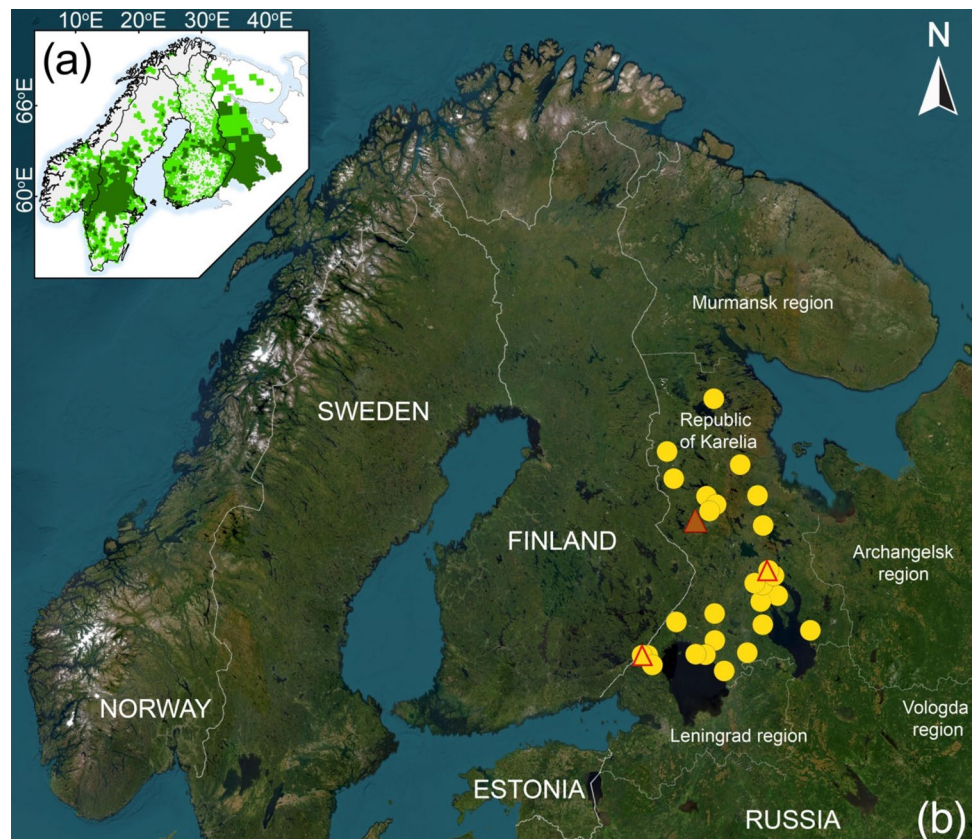 10°E 20°E 30°E 40°E
(a)
66°E
60°E
N
Murmansk region
SWEDEN
Republic
of Karelia
FINLAND
Archangelsk
region
NORWAY
Vologda
region
Leningrad region
ESTONIA
RUSSIA
(b)